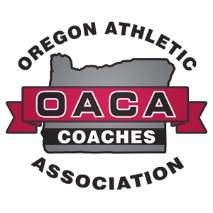 OREGON ATHLETIC
OACA
COACHES
ASSOCIATION